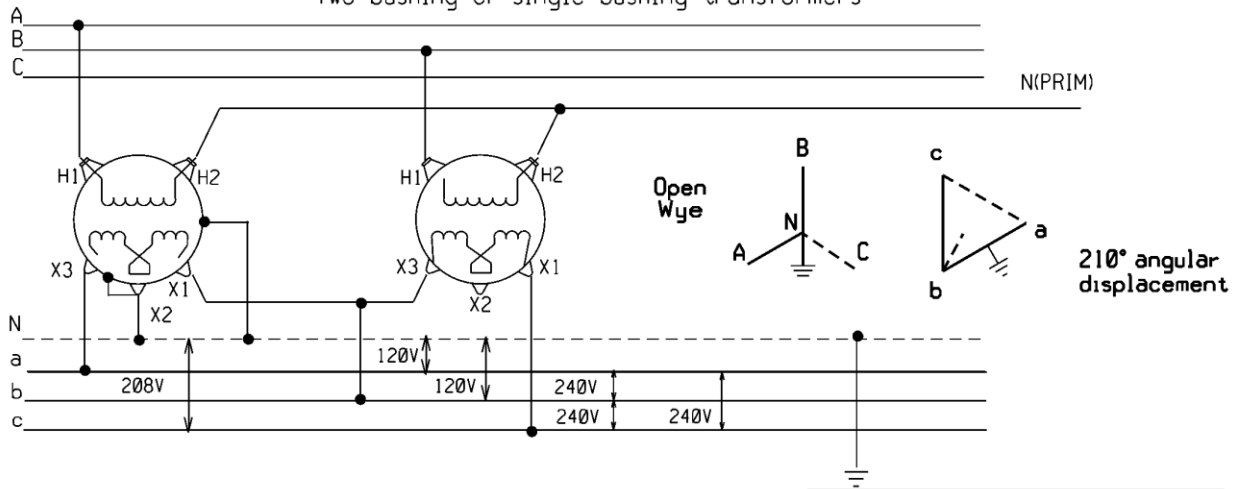 Two bushing or single bushing transformers
A
B
C
N(PRIM)
H1
H2
H1
H2
X3
X1
X2
X3
X1
X2
Open
Wye
B
N
A
C
c
a
b
210° angular
displacement
N
a
b
c
208V
120V
120V
240V
240V
240V